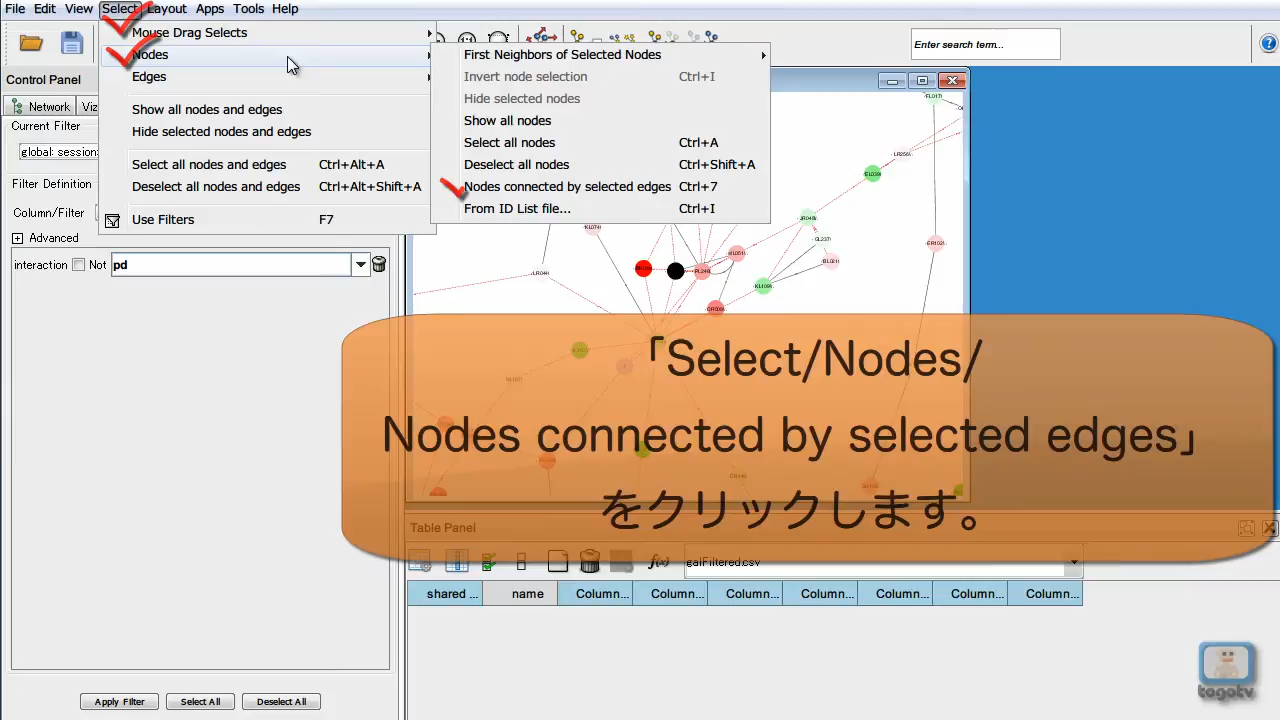 File Edit View Select Layout Apps Tools Help
Mouse Drag Selects
Nodes
Edges
Show all nodes and edges
Hide selected nodes and edges
Select all nodes and edges Ctrl+Alt+A
Deselect all nodes and edges Ctrl+Alt+Shift+A
Use Filters F7
First Neighbors of Selected Nodes
Invert node selection Ctrl+I
Hide selected nodes
Show all nodes
Select all nodes Ctrl+A
Deselect all nodes Ctrl+Shift+A
Nodes connected by selected edges Ctrl+7
From ID List file... Ctrl+I
Enter search term...
Control Panel
Network Viz
Current Filter
global: session
Filter Definition
Column/Filter
Advanced
interaction Not pd
「Select/Nodes/
Nodes connected by selected edges」
をクリックします。
Table Panel
f(x) galFiltered.csv
shared ... name Column... Column... Column... Column... Column... Column... Column...
Apply Filter Select All Deselect All
togotv